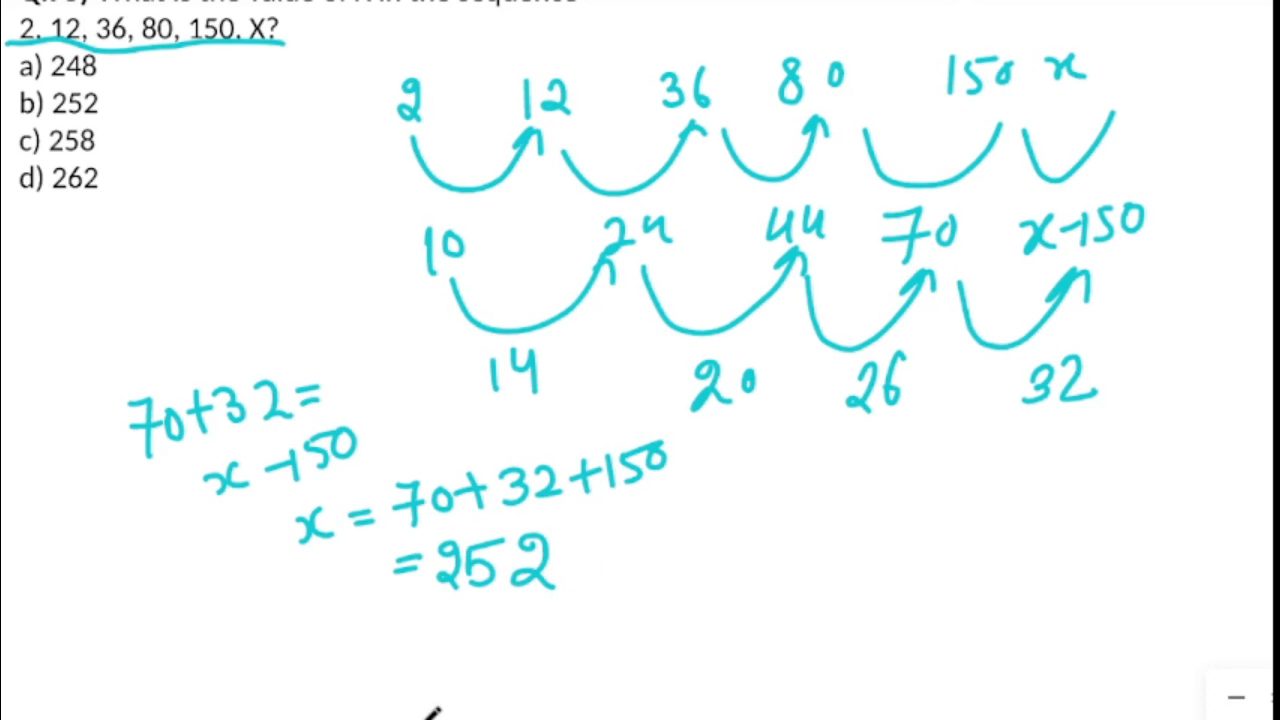 2, 12, 36, 80, 150, X?
a) 248
b) 252
c) 258
d) 262
2 12 36 80 150 x
10 24 44 70 x-150
14 20 26 32
70+32=
x-150
x = 70+32+150
= 252